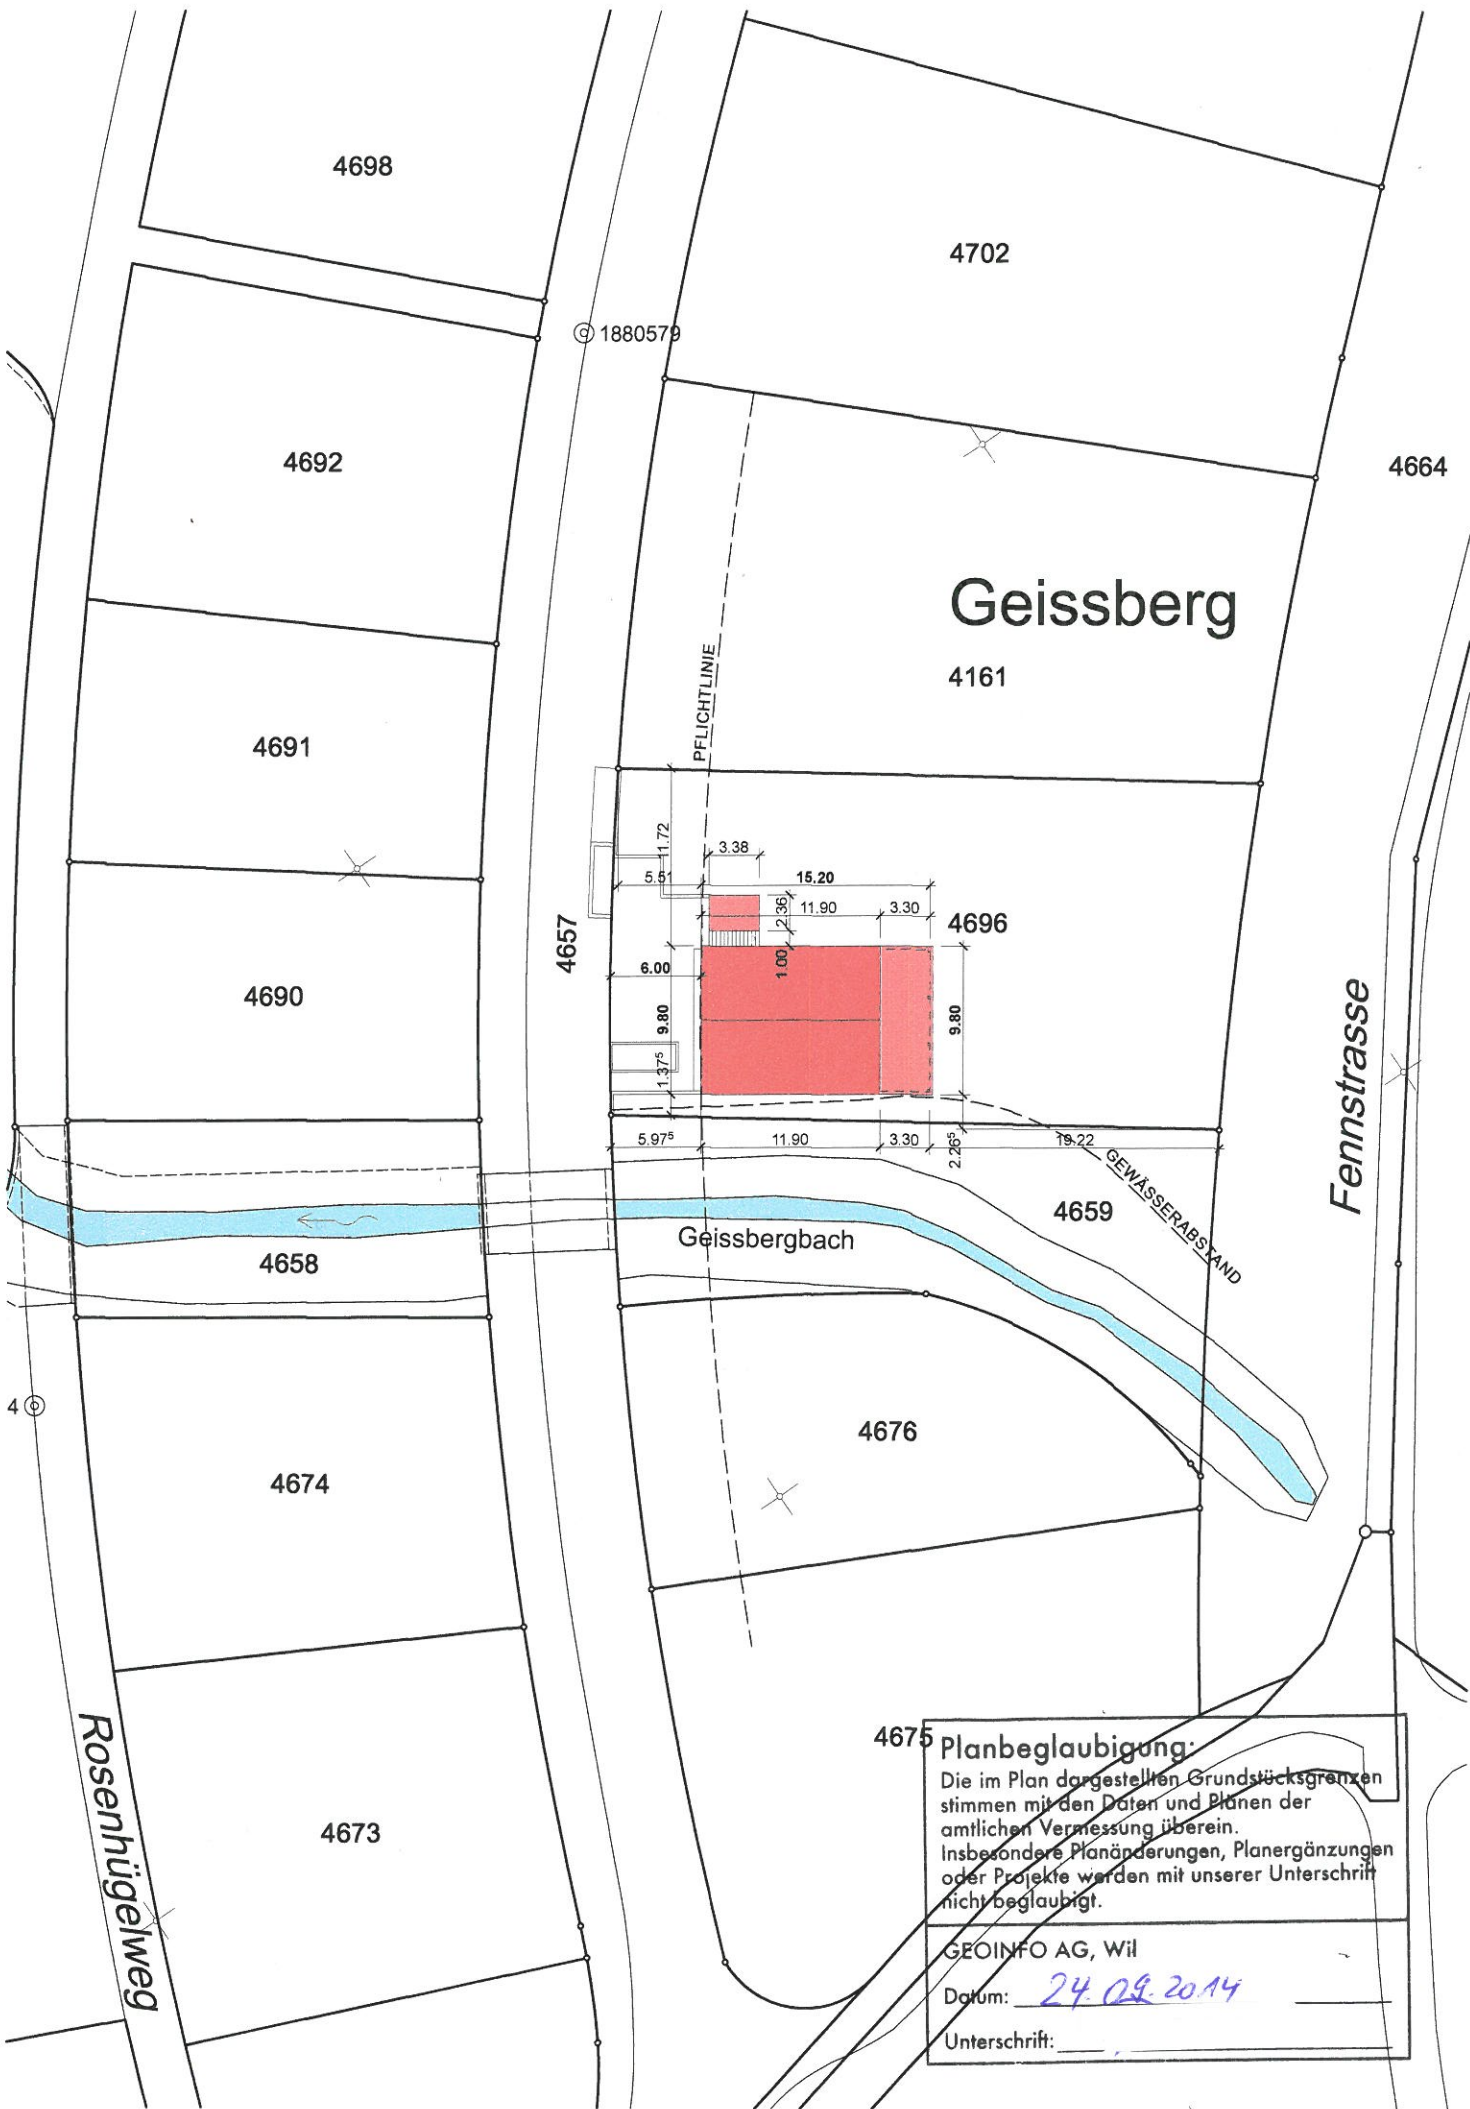 4698
4702
1880579
4692
4664
Geissberg
PFLICHTLINIE
4161
4691
11.72
3.38
5.51
15.20
2.36
11.90
3.30
4696
4657
6.00
1.00
4690
9.80
9.80
1.37⁵
Fennstrasse
5.97⁵
11.90
3.30
2.26⁵
19.22
GEWÄSSERABSTAND
4659
Geissbergbach
4658
4
4676
4674
Rosenhügelweg
4675
4673
Planbeglaubigung:
Die im Plan dargestellten Grundstücksgrenzen
stimmen mit den Daten und Plänen der
amtlichen Vermessung überein.
Insbesondere Planänderungen, Planergänzungen
oder Projekte werden mit unserer Unterschrift
nicht beglaubigt.
GEOINFO AG, Wil
Datum: 24.09.2014
Unterschrift: